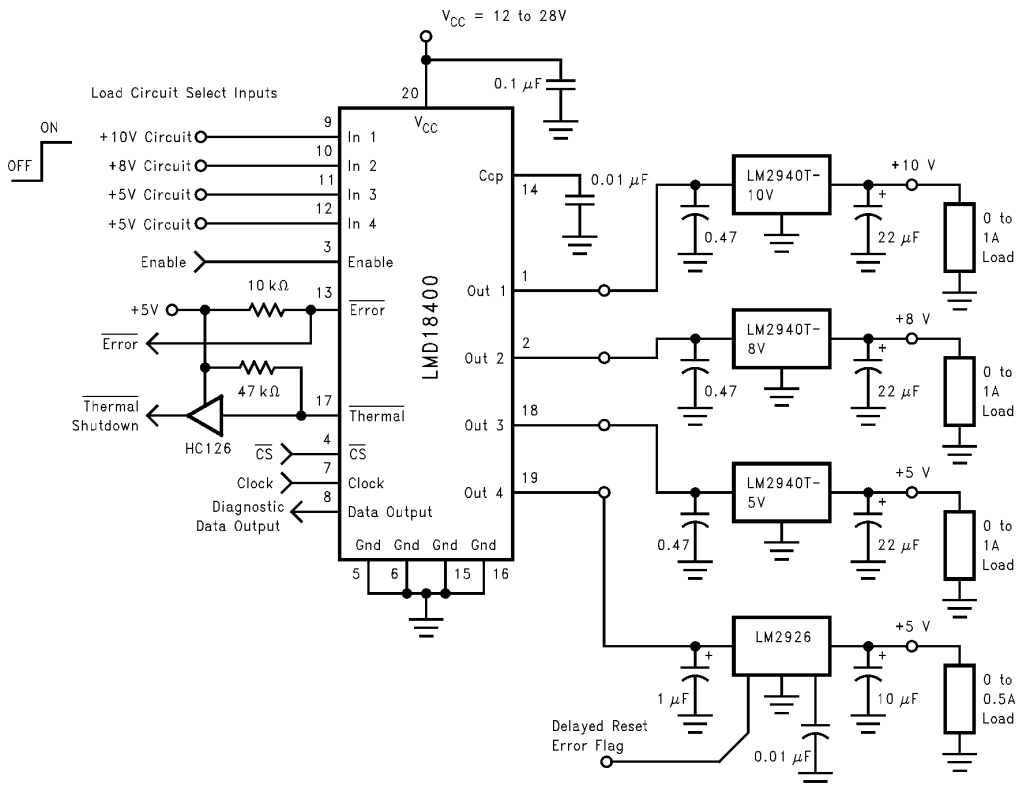 V_CC = 12 to 28V
0.1 μF
Load Circuit Select Inputs
20
V_CC
ON
OFF
+10V Circuit
9
In 1
+8V Circuit
10
In 2
+5V Circuit
11
In 3
+5V Circuit
12
In 4
Enable
3
Enable
10 kΩ
13
+5V
Error
Error
47 kΩ
Thermal
Shutdown
HC126
17
Thermal
CS
4
CS
Clock
7
Clock
Diagnostic
Data Output
8
Data Output
Gnd Gnd Gnd Gnd
5 6 15 16
LMD18400
Ccp
14
0.01 μF
Out 1
1
Out 2
2
Out 3
18
Out 4
19
0.47
LM2940T-
10V
22 μF
+10 V
0 to
1A
Load
0.47
LM2940T-
8V
22 μF
+8 V
0 to
1A
Load
0.47
LM2940T-
5V
22 μF
+5 V
0 to
1A
Load
1 μF
LM2926
10 μF
+5 V
0 to
0.5A
Load
Delayed Reset
Error Flag
0.01 μF
+
+
+
+
+